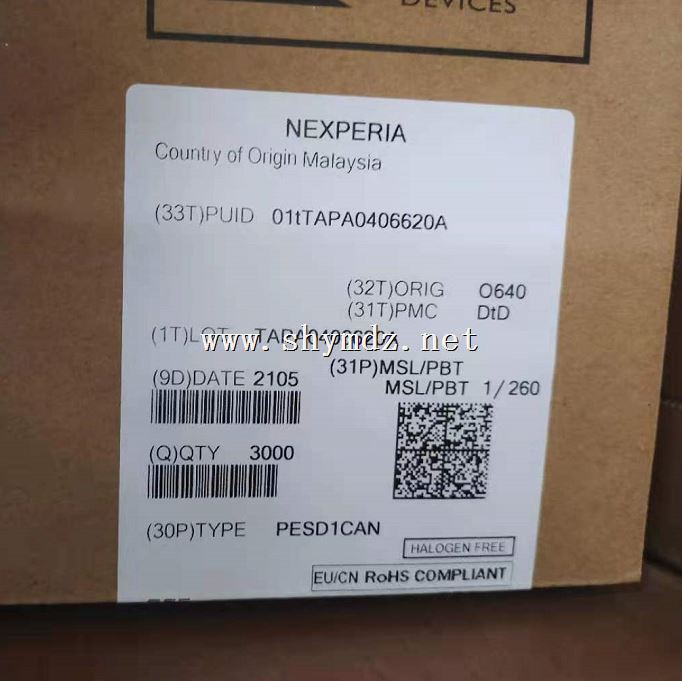 DEVICES
NEXPERIA
Country of Origin Malaysia
(33T)PUID 01tTAPA0406620A
(32T)ORIG O640
(31T)PMC DtD
(1T)LOT TAPA0406620A
www.shymdz.net
(31P)MSL/PBT
(9D)DATE 2105
MSL/PBT 1/260
(Q)QTY 3000
(30P)TYPE PESD1CAN
HALOGEN FREE
EU/CN RoHS COMPLIANT